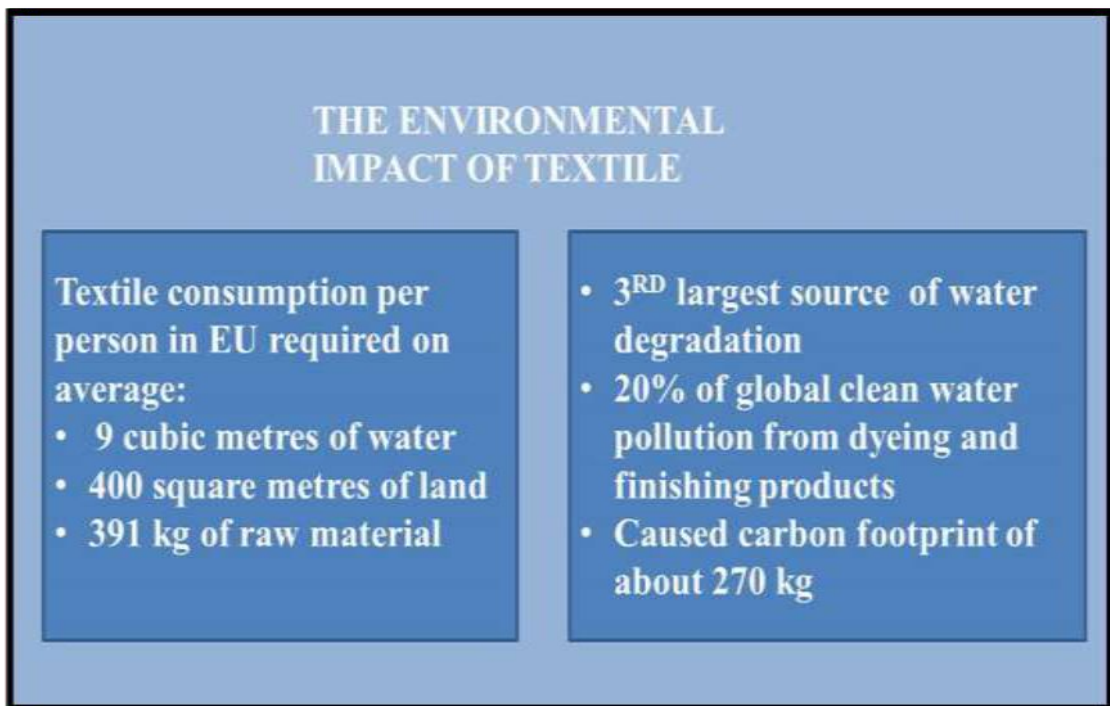 THE ENVIRONMENTAL
IMPACT OF TEXTILE
Textile consumption per
person in EU required on
average:
• 9 cubic metres of water
• 400 square metres of land
• 391 kg of raw material
• 3RD largest source of water
degradation
• 20% of global clean water
pollution from dyeing and
finishing products
• Caused carbon footprint of
about 270 kg